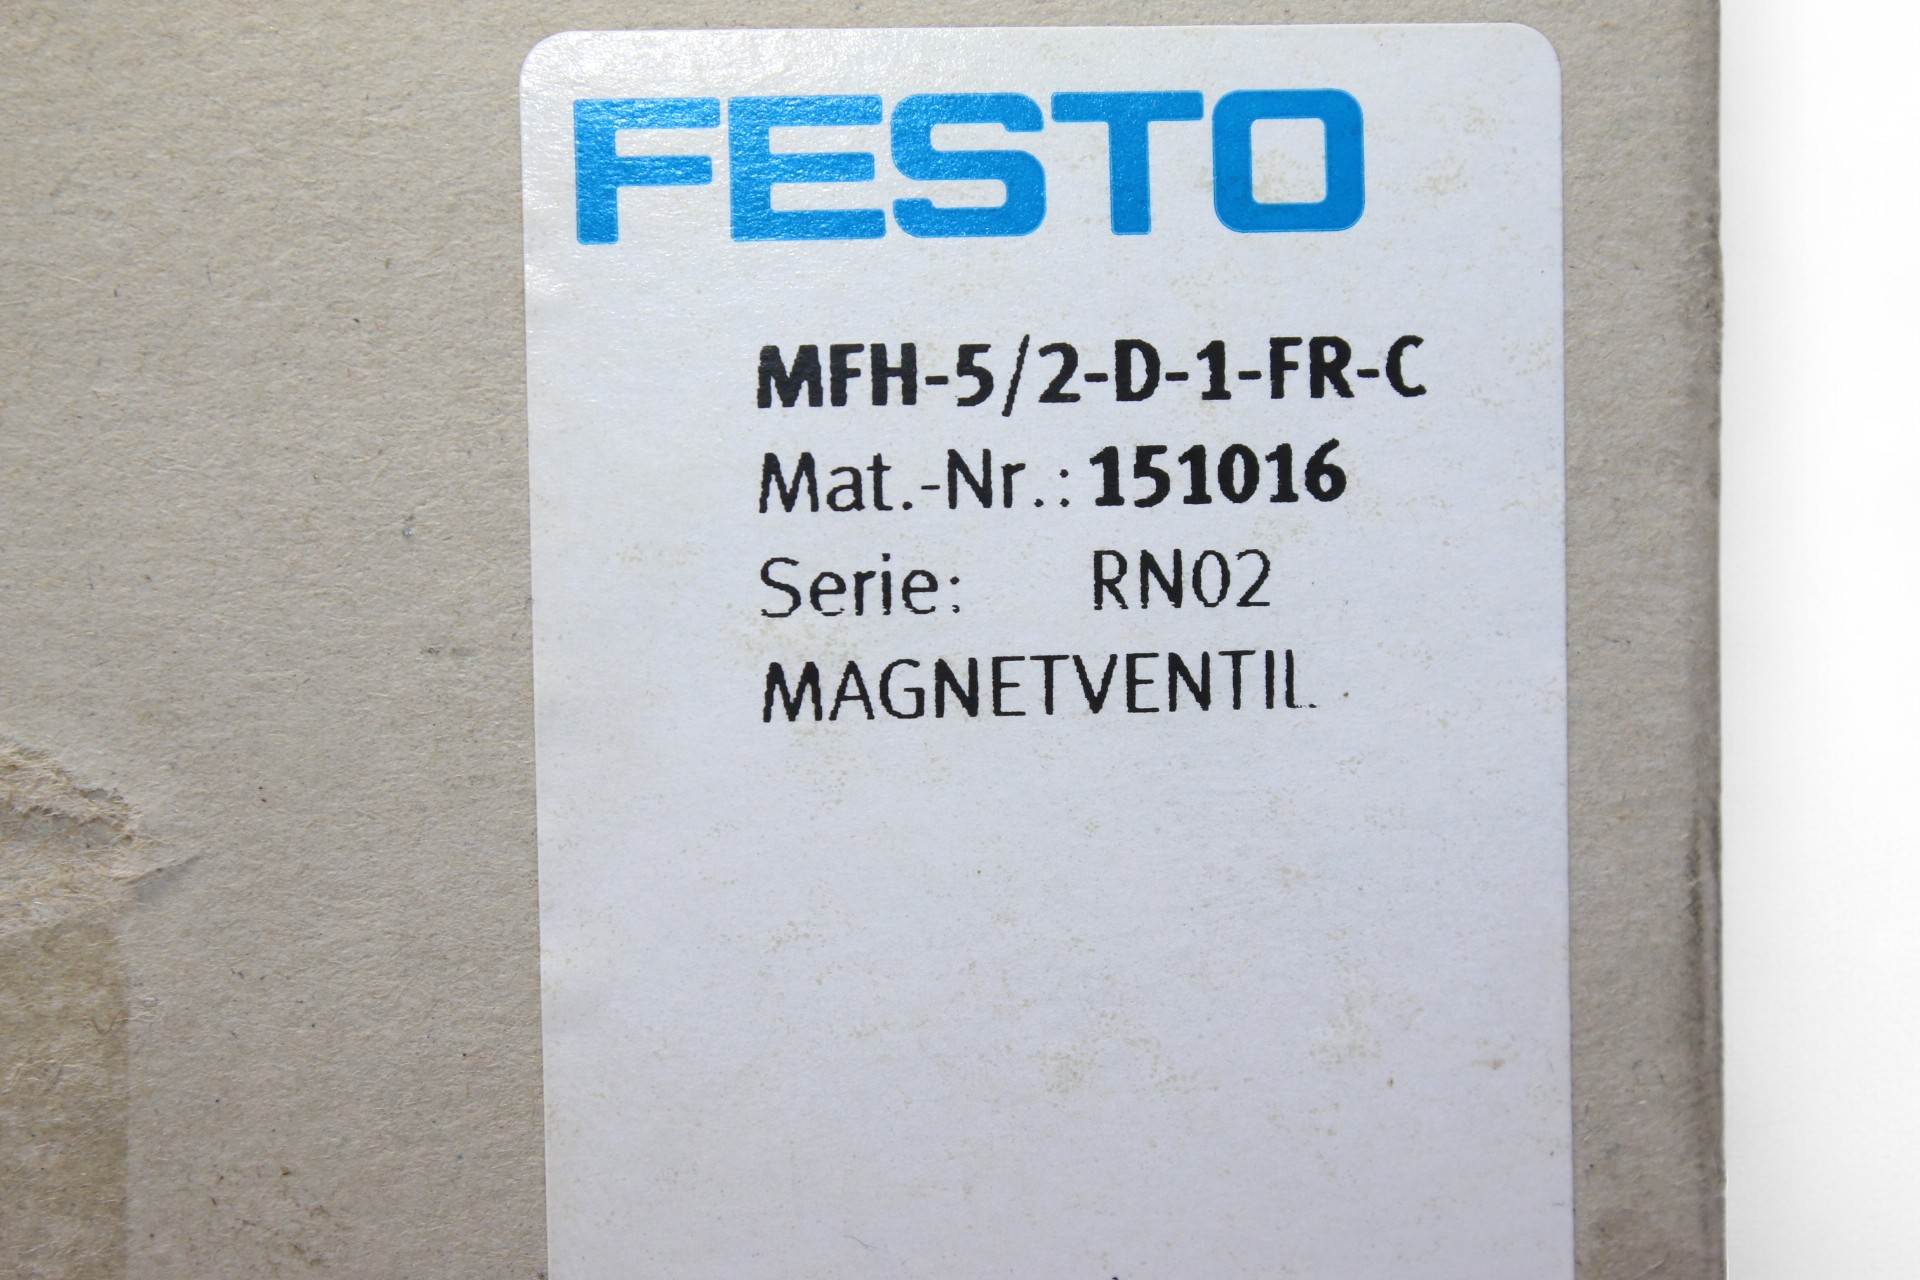 FESTO
MFH-5/2-D-1-FR-C
Mat.-Nr.: 151016
Serie: RN02
MAGNETVENTIL